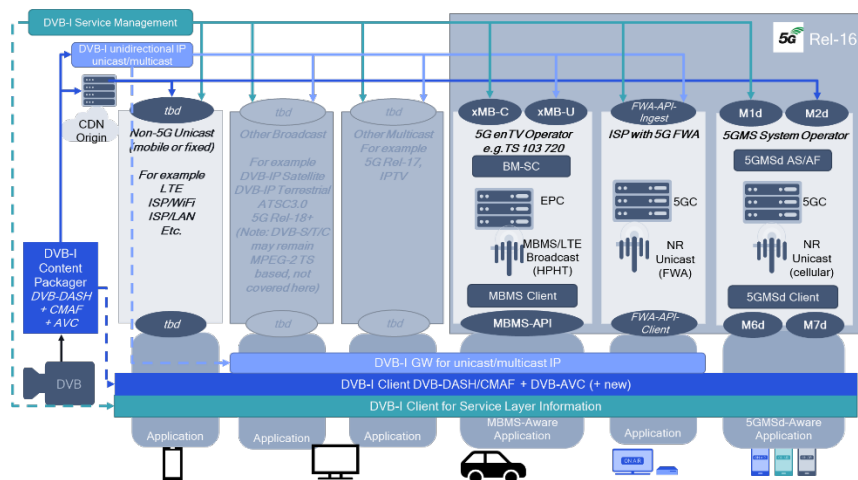 DVB-I Service Management
5G Rel-16
DVB-I unidirectional IP
unicast/multicast
CDN
Origin
tbd
tbd
tbd
xMB-C
xMB-U
FWA-API-
Ingest
M1d
M2d
Non-5G Unicast
(mobile or fixed)
For example
LTE
ISP/WiFi
ISP/LAN
Etc.
Other Broadcast
For example
DVB-IP Satellite
DVB-IP Terrestrial
ATSC3.0
5G Rel-18+
(Note: DVB-S/T/C
may remain
MPEG-2 TS
based, not
covered here)
Other Multicast
For example
5G Rel-17,
IPTV
5G enTV Operator
e.g.TS 103 720
BM-SC
EPC
MBMS/LTE
Broadcast
(HPHT)
MBMS Client
ISP with 5G FWA
5GC
NR
Unicast
(FWA)
5GMS System Operator
5GMSd AS/AF
5GC
NR
Unicast
(cellular)
5GMSd Client
DVB-I
Content
Packager
DVB-DASH
+ CMAF
+ AVC
DVB
tbd
tbd
tbd
MBMS-API
FWA-API-
Client
M6d
M7d
DVB-I GW for unicast/multicast IP
DVB-I Client DVB-DASH/CMAF + DVB-AVC (+ new)
DVB-I Client for Service Layer Information
Application
Application
Application
MBMS-Aware
Application
Application
5GMSd-Aware
Application
ON AIR